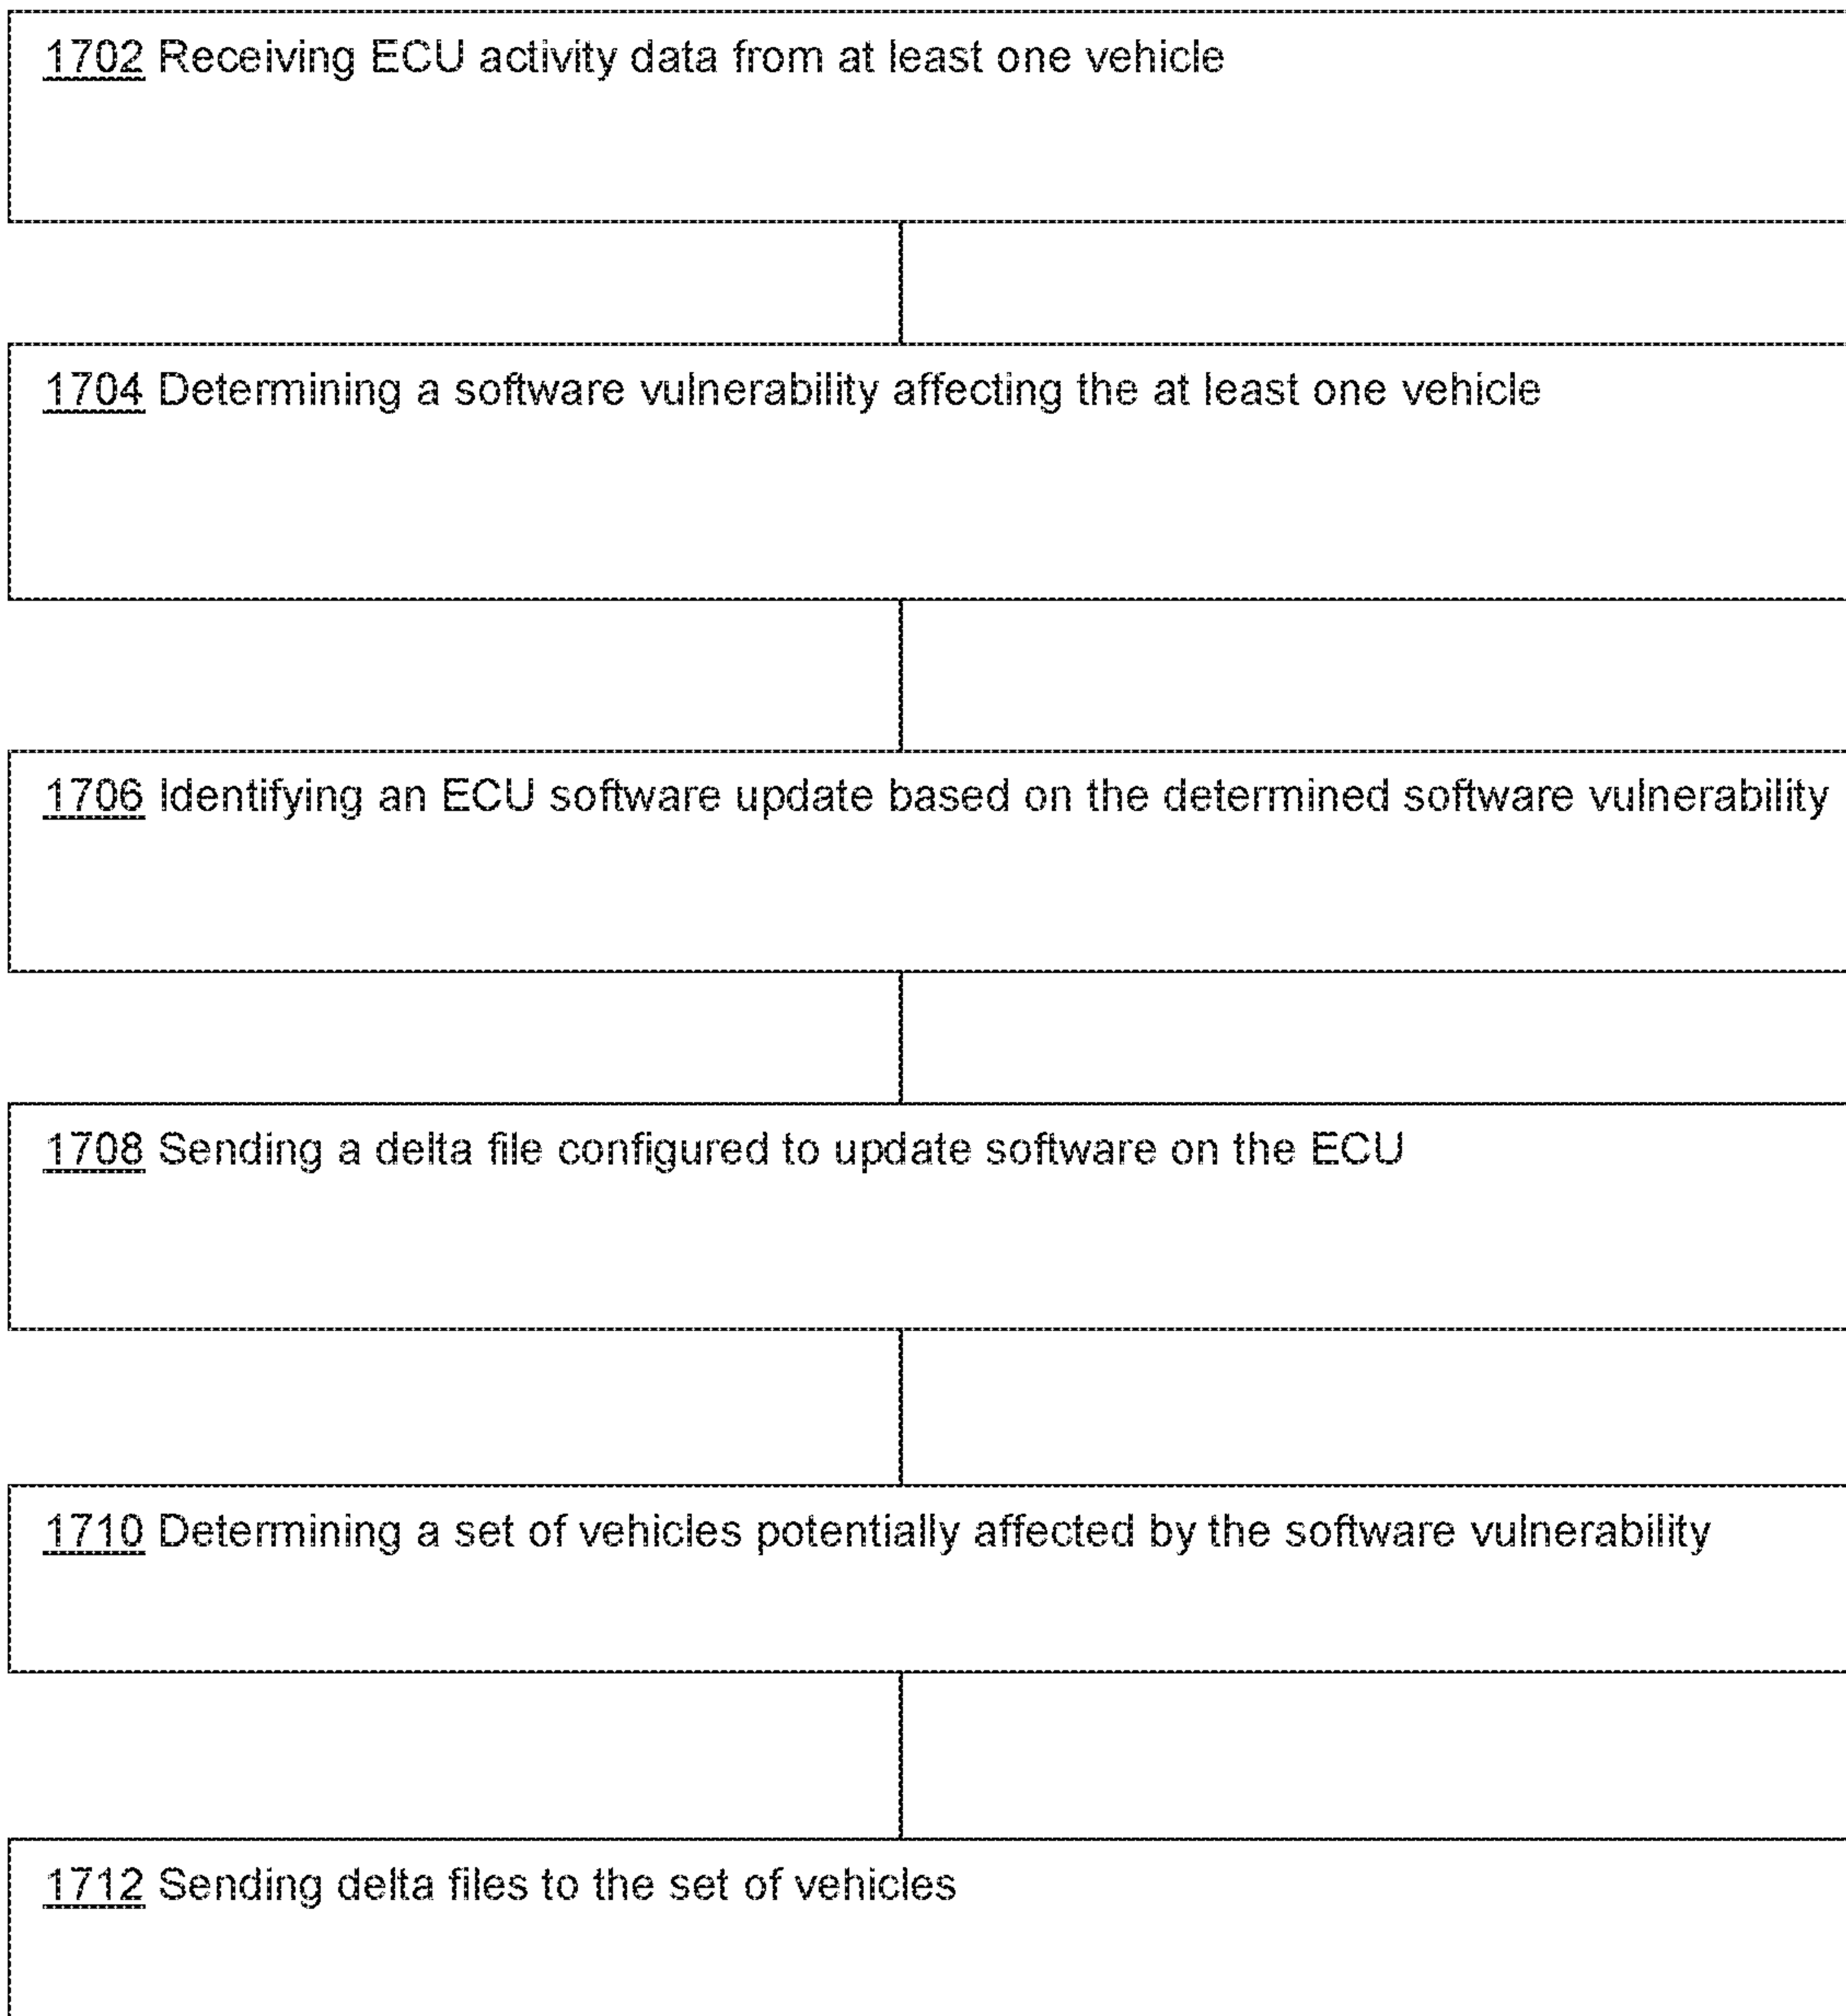 1702 Receiving ECU activity data from at least one vehicle
1704 Determining a software vulnerability affecting the at least one vehicle
1706 Identifying an ECU software update based on the determined software vulnerability
1708 Sending a delta file configured to update software on the ECU
1710 Determining a set of vehicles potentially affected by the software vulnerability
1712 Sending delta files to the set of vehicles